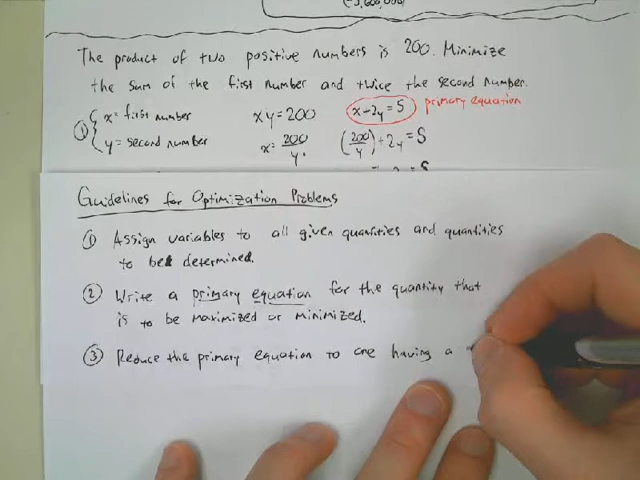 The product of two positive numbers is 200. Minimize
the sum of the first number and twice the second number.
① { x = first number
y = second number
xy = 200
x = 200/y
x - 2y = S primary equation
(200/y) + 2y = S
Guidelines for Optimization Problems
① Assign variables to all given quantities and quantities
to be determined.
② Write a primary equation for the quantity that
is to be maximized or minimized.
③ Reduce the primary equation to one having a